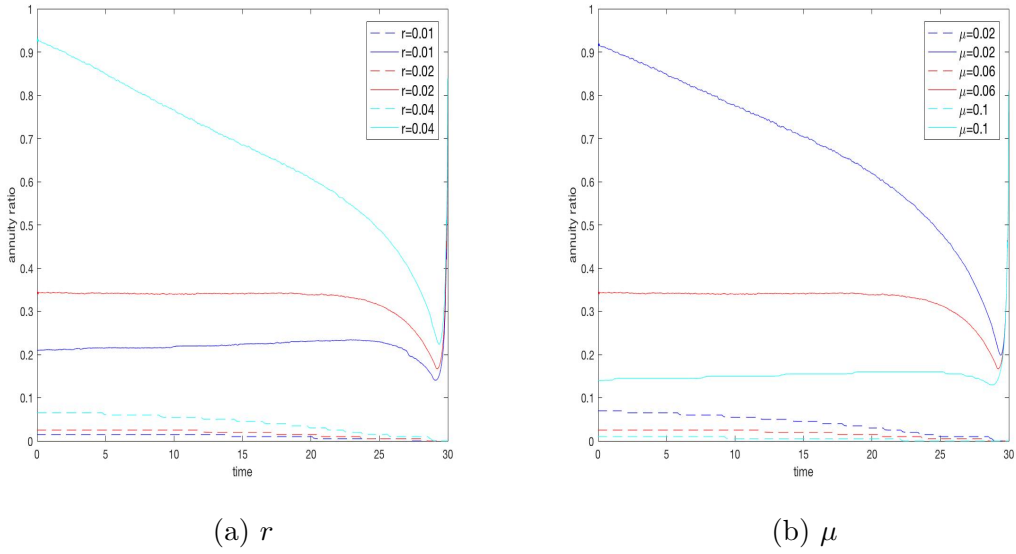 1
0.9
0.8
0.7
0.6
0.5
0.4
0.3
0.2
0.1
0
annuity ratio
0 5 10 15 20 25 30
time
r=0.01
r=0.01
r=0.02
r=0.02
r=0.04
r=0.04
(a) r
1
0.9
0.8
0.7
0.6
0.5
0.4
0.3
0.2
0.1
0
annuity ratio
0 5 10 15 20 25 30
time
μ=0.02
μ=0.02
μ=0.06
μ=0.06
μ=0.1
μ=0.1
(b) μ